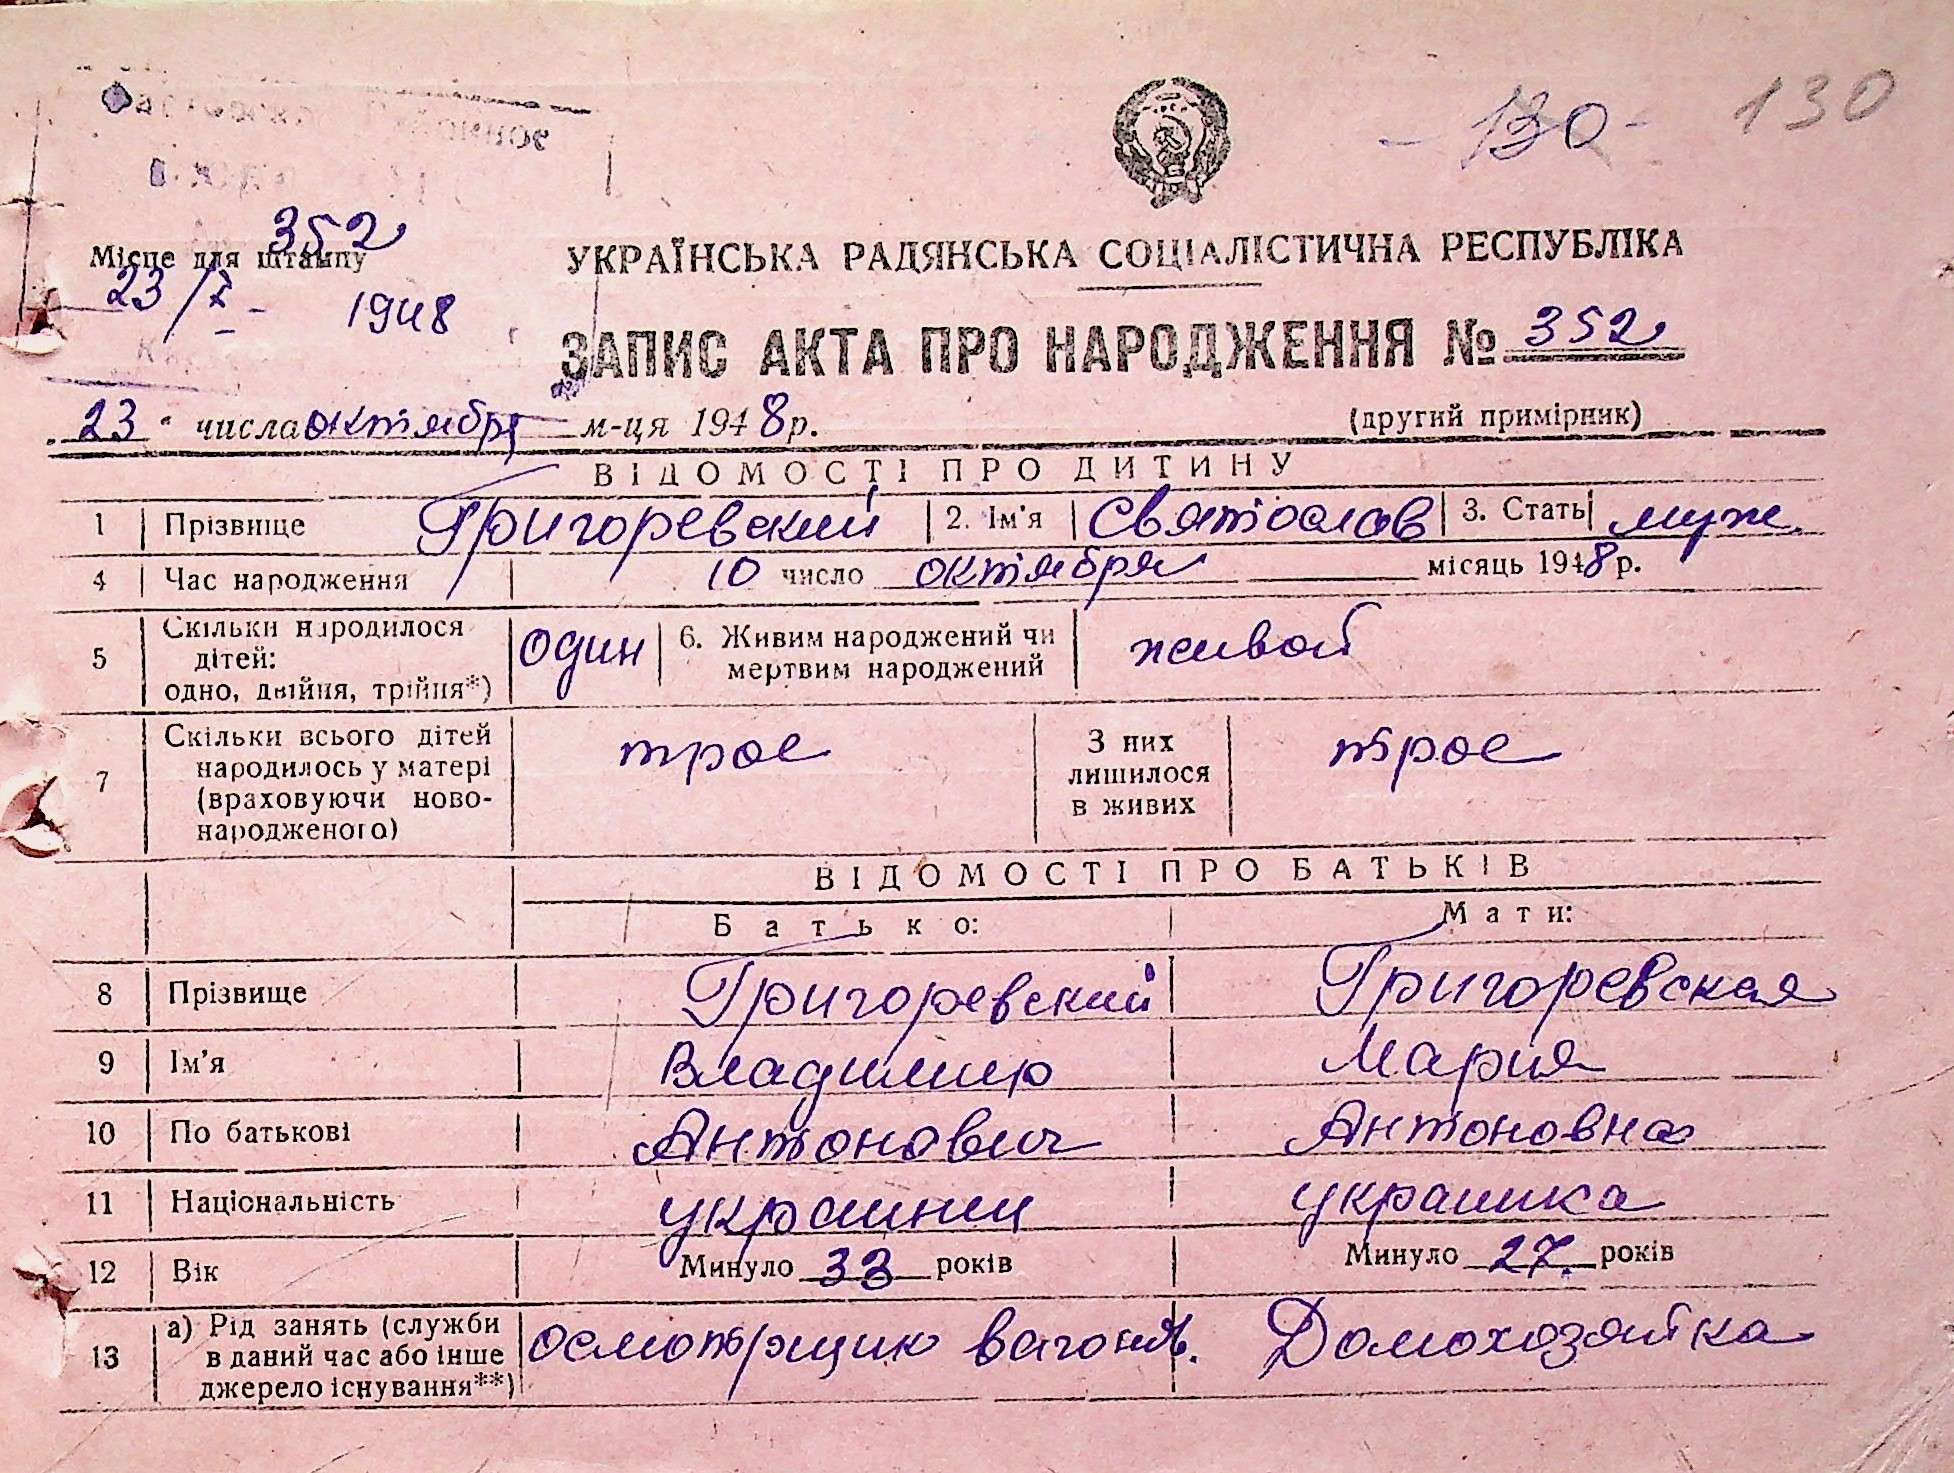 - 130 - 130
352
Місце для штампу
23/X- 1948
УКРАЇНСЬКА РАДЯНСЬКА СОЦІАЛІСТИЧНА РЕСПУБЛІКА
ЗАПИС АКТА ПРО НАРОДЖЕННЯ № 352
23 числа октября м-ця 1948 р. (другий примірник)
ВІДОМОСТІ ПРО ДИТИНУ
1 Прізвище Григоревский 2. Ім'я Святослав 3. Стать муж.
4 Час народження 10 число октября місяць 1948 р.
5 Скільки народилося дітей: одно, двійня, трійня*) один 6. Живим народжений чи мертвим народжений живой
7 Скільки всього дітей народилось у матері (враховуючи ново-народженого) трое З них лишилося в живих трое
ВІДОМОСТІ ПРО БАТЬКІВ
Батько: Мати:
8 Прізвище Григоревский Григоревская
9 Ім'я Владимир Мария
10 По батькові Антонович Антоновна
11 Національність украинец украинка
12 Вік Минуло 33 років Минуло 27. років
13 а) Рід занять (служби в даний час або інше джерело існування**) осмотрщик вагонов. Домохозяйка